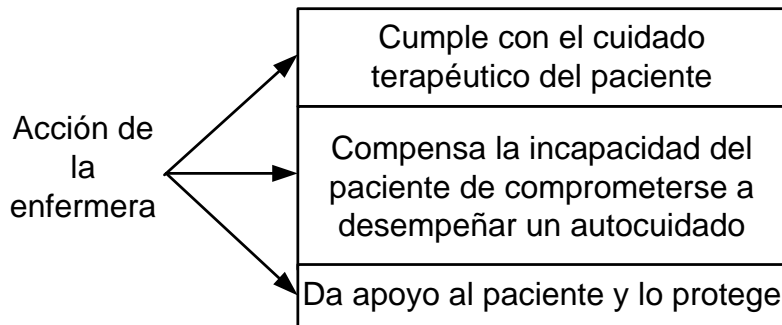 Acción de
la
enfermera
Cumple con el cuidado
terapéutico del paciente
Compensa la incapacidad del
paciente de comprometerse a
desempeñar un autocuidado
Da apoyo al paciente y lo protege